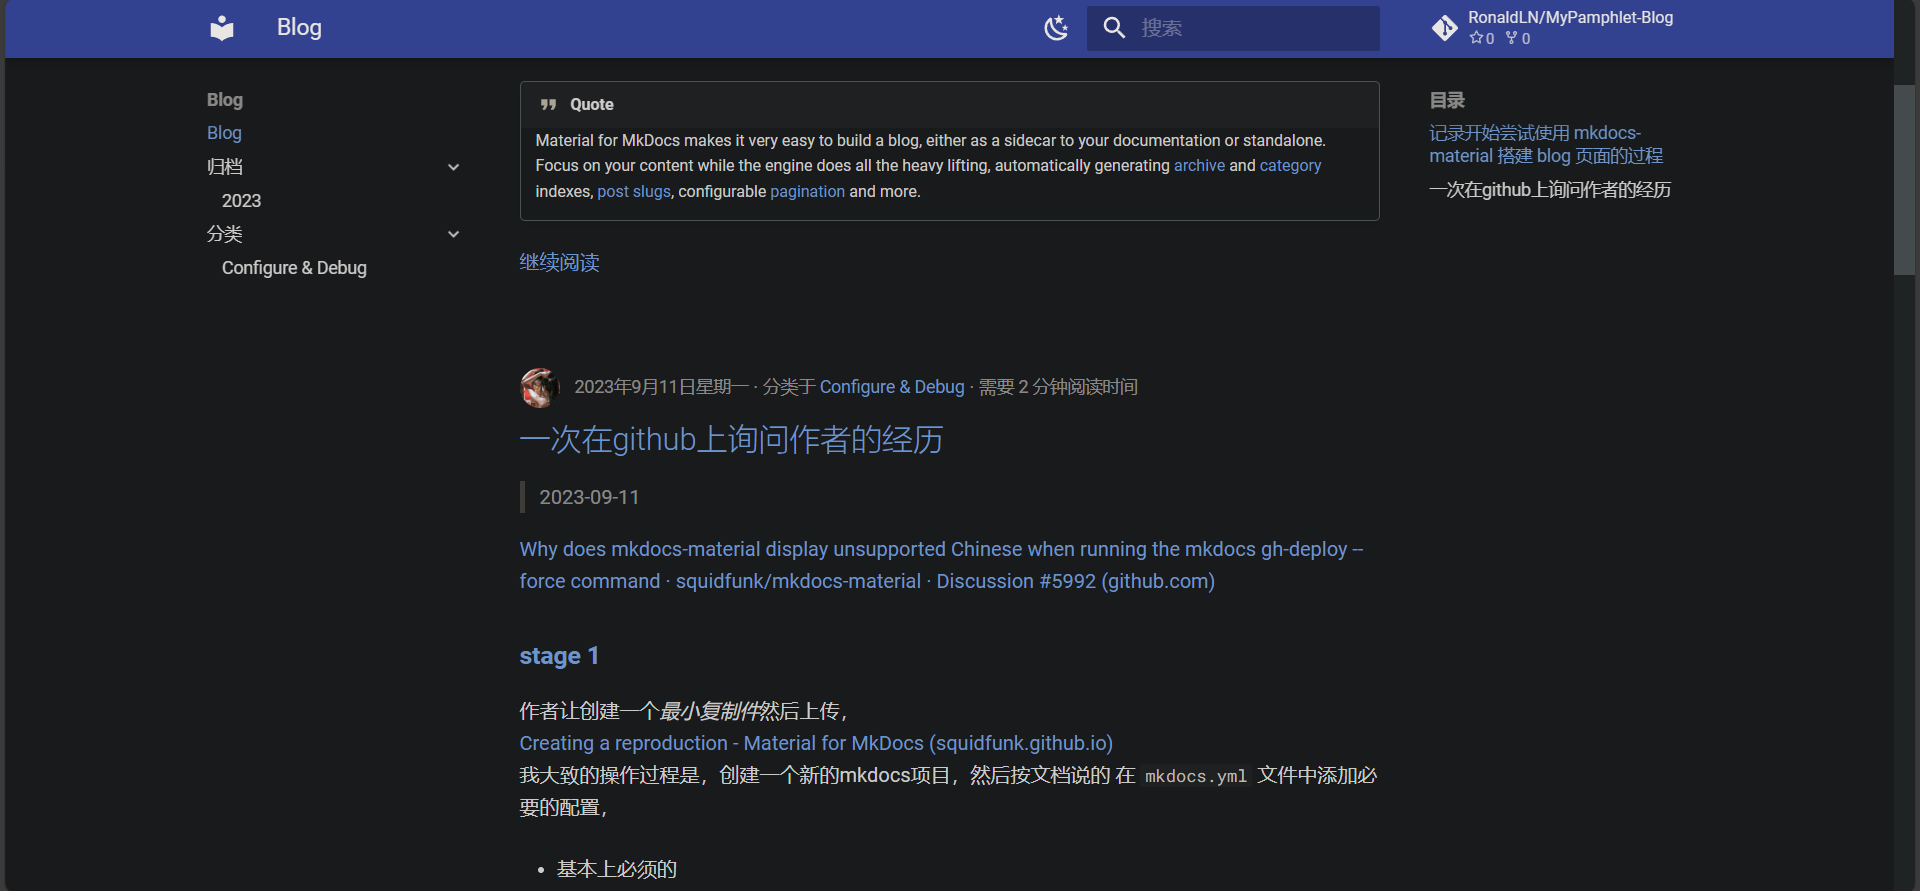 Blog
搜索
RonaldLN/MyPamphlet-Blog
0 0
Blog
Blog
归档
2023
分类
Configure & Debug
Quote
Material for MkDocs makes it very easy to build a blog, either as a sidecar to your documentation or standalone.
Focus on your content while the engine does all the heavy lifting, automatically generating archive and category
indexes, post slugs, configurable pagination and more.
继续阅读
2023年9月11日星期一 · 分类于 Configure & Debug · 需要 2 分钟阅读时间
一次在github上询问作者的经历
2023-09-11
Why does mkdocs-material display unsupported Chinese when running the mkdocs gh-deploy --
force command · squidfunk/mkdocs-material · Discussion #5992 (github.com)
stage 1
作者让创建一个最小复制件然后上传，
Creating a reproduction - Material for MkDocs (squidfunk.github.io)
我大致的操作过程是，创建一个新的mkdocs项目，然后按文档说的 在 mkdocs.yml 文件中添加必
要的配置，
• 基本上必须的
目录
记录开始尝试使用 mkdocs-
material 搭建 blog 页面的过程
一次在github上询问作者的经历